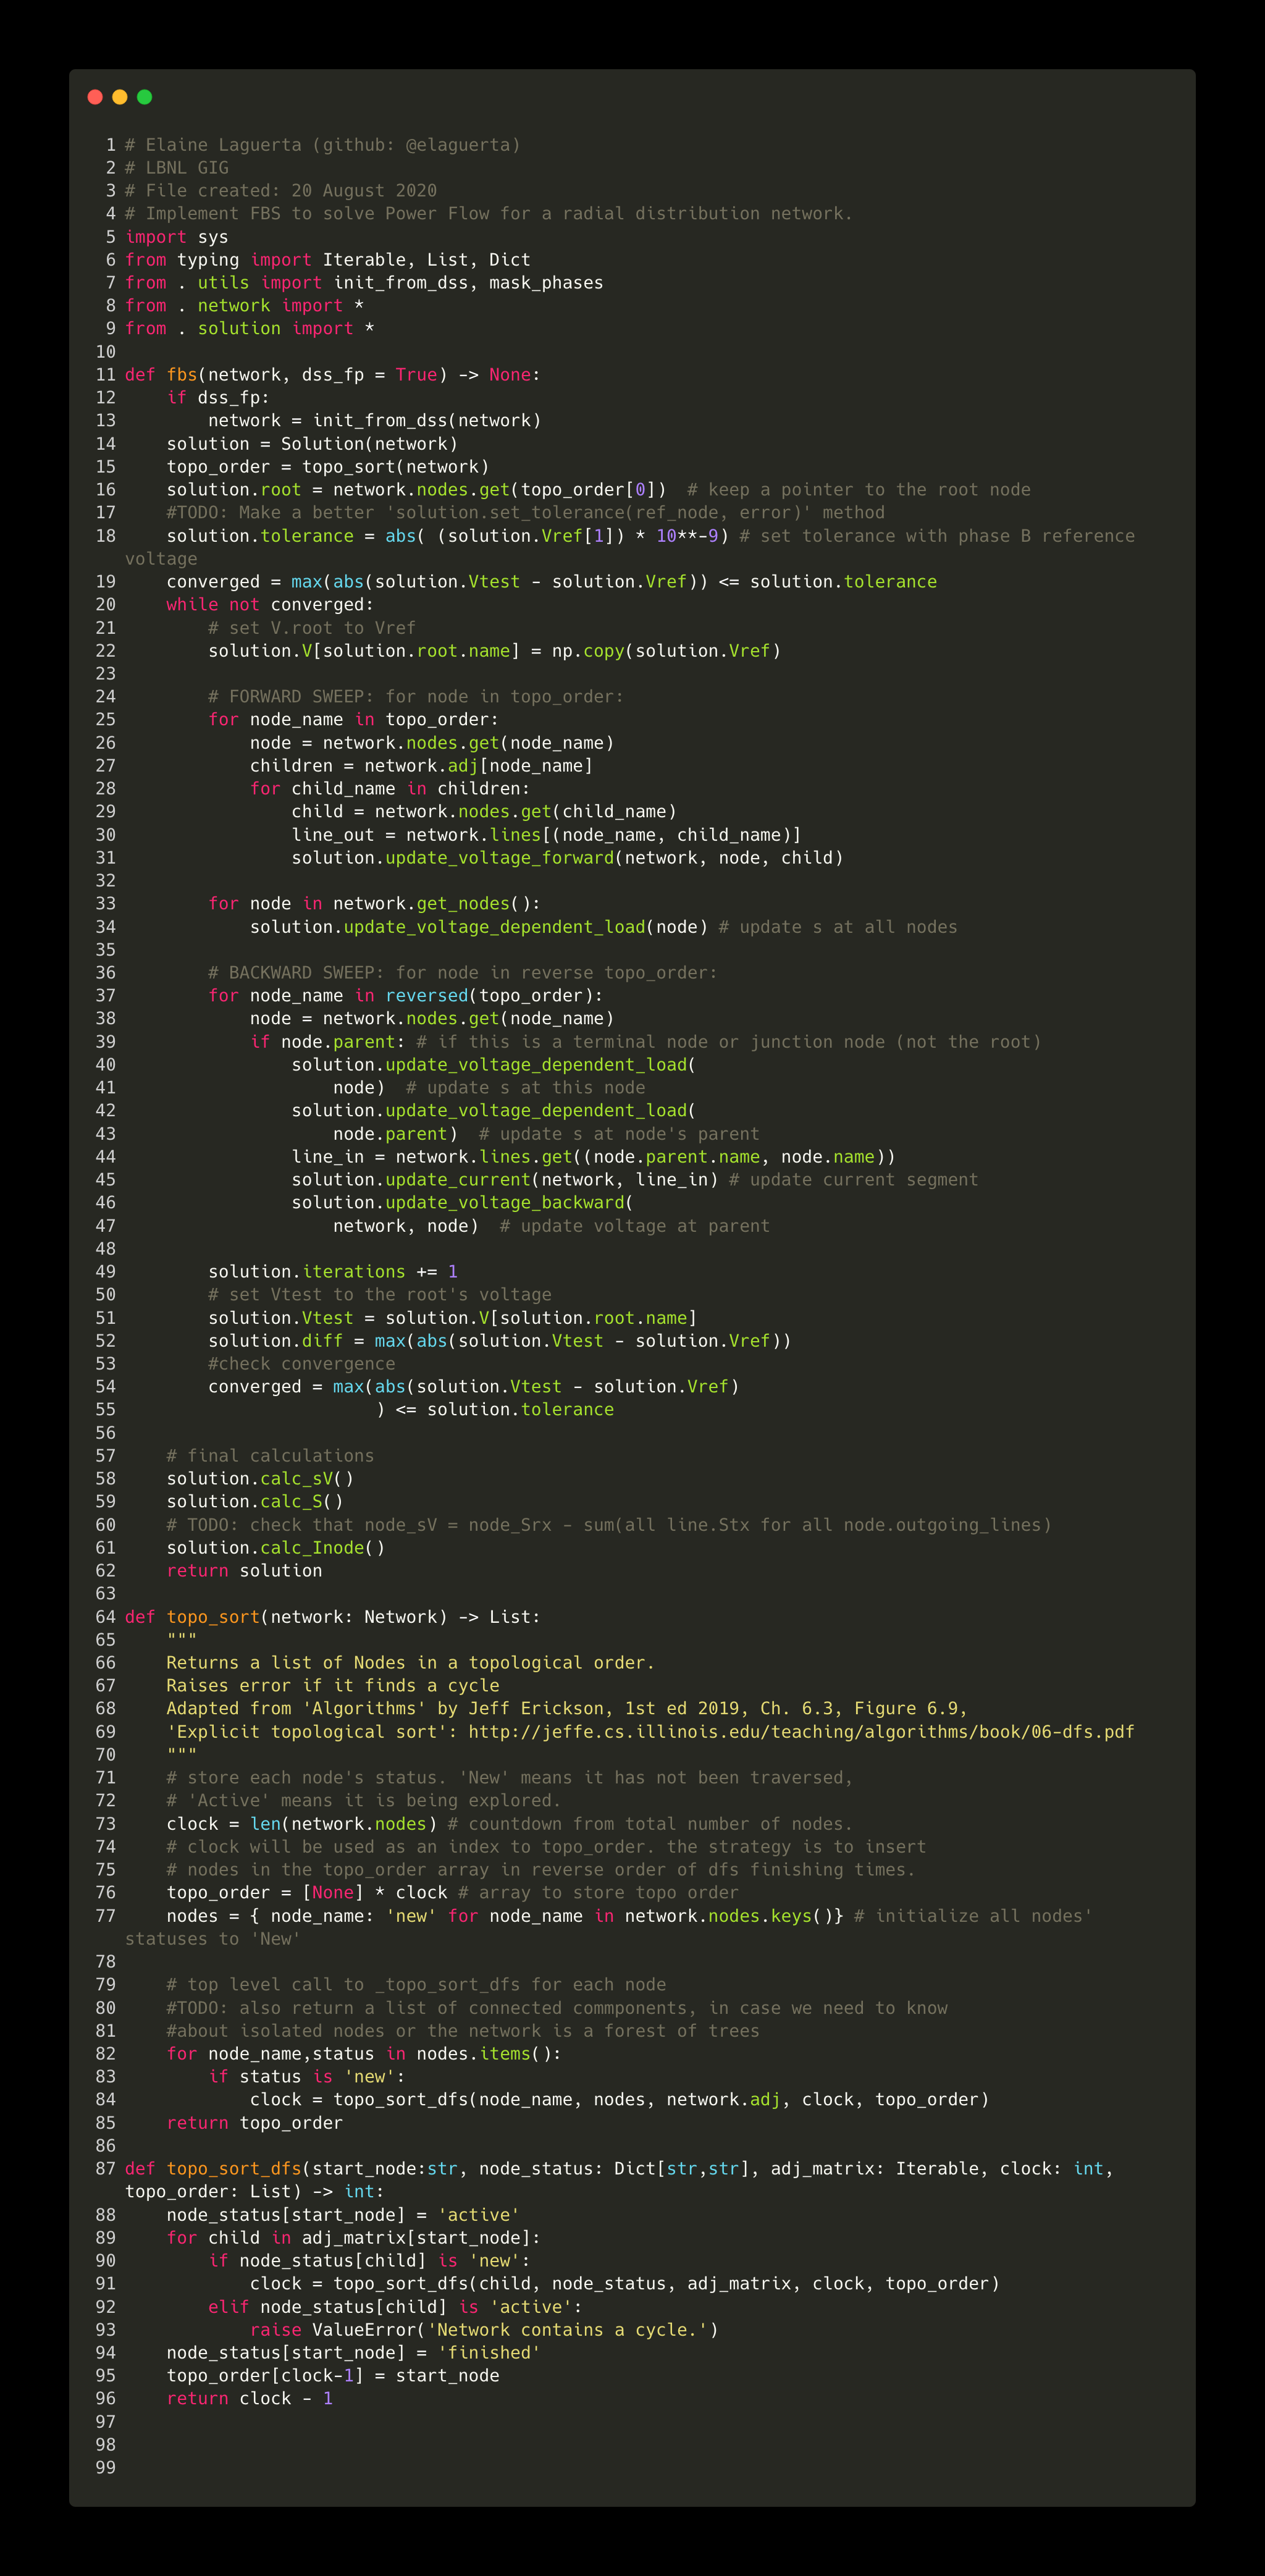 1 # Elaine Laguerta (github: @elaguerta)
2 # LBNL GIG
3 # File created: 20 August 2020
4 # Implement FBS to solve Power Flow for a radial distribution network.
5 import sys
6 from typing import Iterable, List, Dict
7 from . utils import init_from_dss, mask_phases
8 from . network import *
9 from . solution import *
10
11 def fbs(network, dss_fp = True) -> None:
12     if dss_fp:
13         network = init_from_dss(network)
14     solution = Solution(network)
15     topo_order = topo_sort(network)
16     solution.root = network.nodes.get(topo_order[0])  # keep a pointer to the root node
17     #TODO: Make a better 'solution.set_tolerance(ref_node, error)' method
18     solution.tolerance = abs( (solution.Vref[1]) * 10**-9) # set tolerance with phase B reference
voltage
19     converged = max(abs(solution.Vtest - solution.Vref)) <= solution.tolerance
20     while not converged:
21         # set V.root to Vref
22         solution.V[solution.root.name] = np.copy(solution.Vref)
23
24         # FORWARD SWEEP: for node in topo_order:
25         for node_name in topo_order:
26             node = network.nodes.get(node_name)
27             children = network.adj[node_name]
28             for child_name in children:
29                 child = network.nodes.get(child_name)
30                 line_out = network.lines[(node_name, child_name)]
31                 solution.update_voltage_forward(network, node, child)
32
33         for node in network.get_nodes():
34             solution.update_voltage_dependent_load(node) # update s at all nodes
35
36         # BACKWARD SWEEP: for node in reverse topo_order:
37         for node_name in reversed(topo_order):
38             node = network.nodes.get(node_name)
39             if node.parent: # if this is a terminal node or junction node (not the root)
40                 solution.update_voltage_dependent_load(
41                     node)  # update s at this node
42                 solution.update_voltage_dependent_load(
43                     node.parent)  # update s at node's parent
44                 line_in = network.lines.get((node.parent.name, node.name))
45                 solution.update_current(network, line_in) # update current segment
46                 solution.update_voltage_backward(
47                     network, node)  # update voltage at parent
48
49         solution.iterations += 1
50         # set Vtest to the root's voltage
51         solution.Vtest = solution.V[solution.root.name]
52         solution.diff = max(abs(solution.Vtest - solution.Vref))
53         #check convergence
54         converged = max(abs(solution.Vtest - solution.Vref)
55                         ) <= solution.tolerance
56
57     # final calculations
58     solution.calc_sV()
59     solution.calc_S()
60     # TODO: check that node_sV = node_Srx - sum(all line.Stx for all node.outgoing_lines)
61     solution.calc_Inode()
62     return solution
63
64 def topo_sort(network: Network) -> List:
65     """
66     Returns a list of Nodes in a topological order.
67     Raises error if it finds a cycle
68     Adapted from 'Algorithms' by Jeff Erickson, 1st ed 2019, Ch. 6.3, Figure 6.9,
69     'Explicit topological sort': http://jeffe.cs.illinois.edu/teaching/algorithms/book/06-dfs.pdf
70     """
71     # store each node's status. 'New' means it has not been traversed,
72     # 'Active' means it is being explored.
73     clock = len(network.nodes) # countdown from total number of nodes.
74     # clock will be used as an index to topo_order. the strategy is to insert
75     # nodes in the topo_order array in reverse order of dfs finishing times.
76     topo_order = [None] * clock # array to store topo order
77     nodes = { node_name: 'new' for node_name in network.nodes.keys()} # initialize all nodes'
statuses to 'New'
78
79     # top level call to _topo_sort_dfs for each node
80     #TODO: also return a list of connected commponents, in case we need to know
81     #about isolated nodes or the network is a forest of trees
82     for node_name,status in nodes.items():
83         if status is 'new':
84             clock = topo_sort_dfs(node_name, nodes, network.adj, clock, topo_order)
85     return topo_order
86
87 def topo_sort_dfs(start_node:str, node_status: Dict[str,str], adj_matrix: Iterable, clock: int,
topo_order: List) -> int:
88     node_status[start_node] = 'active'
89     for child in adj_matrix[start_node]:
90         if node_status[child] is 'new':
91             clock = topo_sort_dfs(child, node_status, adj_matrix, clock, topo_order)
92         elif node_status[child] is 'active':
93             raise ValueError('Network contains a cycle.')
94     node_status[start_node] = 'finished'
95     topo_order[clock-1] = start_node
96     return clock - 1
97
98
99